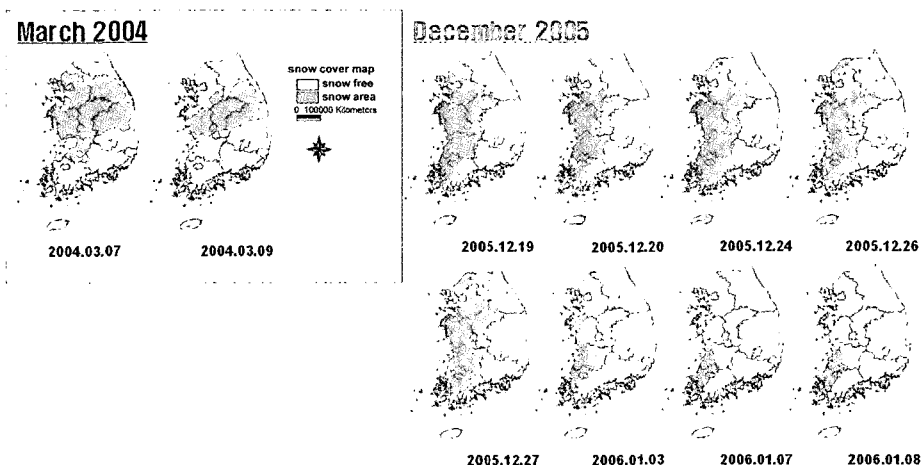 March 2004
snow cover map
snow free
snow area
0 100000 Kilometers
2004.03.07
2004.03.09
December 2005
2005.12.19
2005.12.20
2005.12.24
2005.12.26
2005.12.27
2006.01.03
2006.01.07
2006.01.08